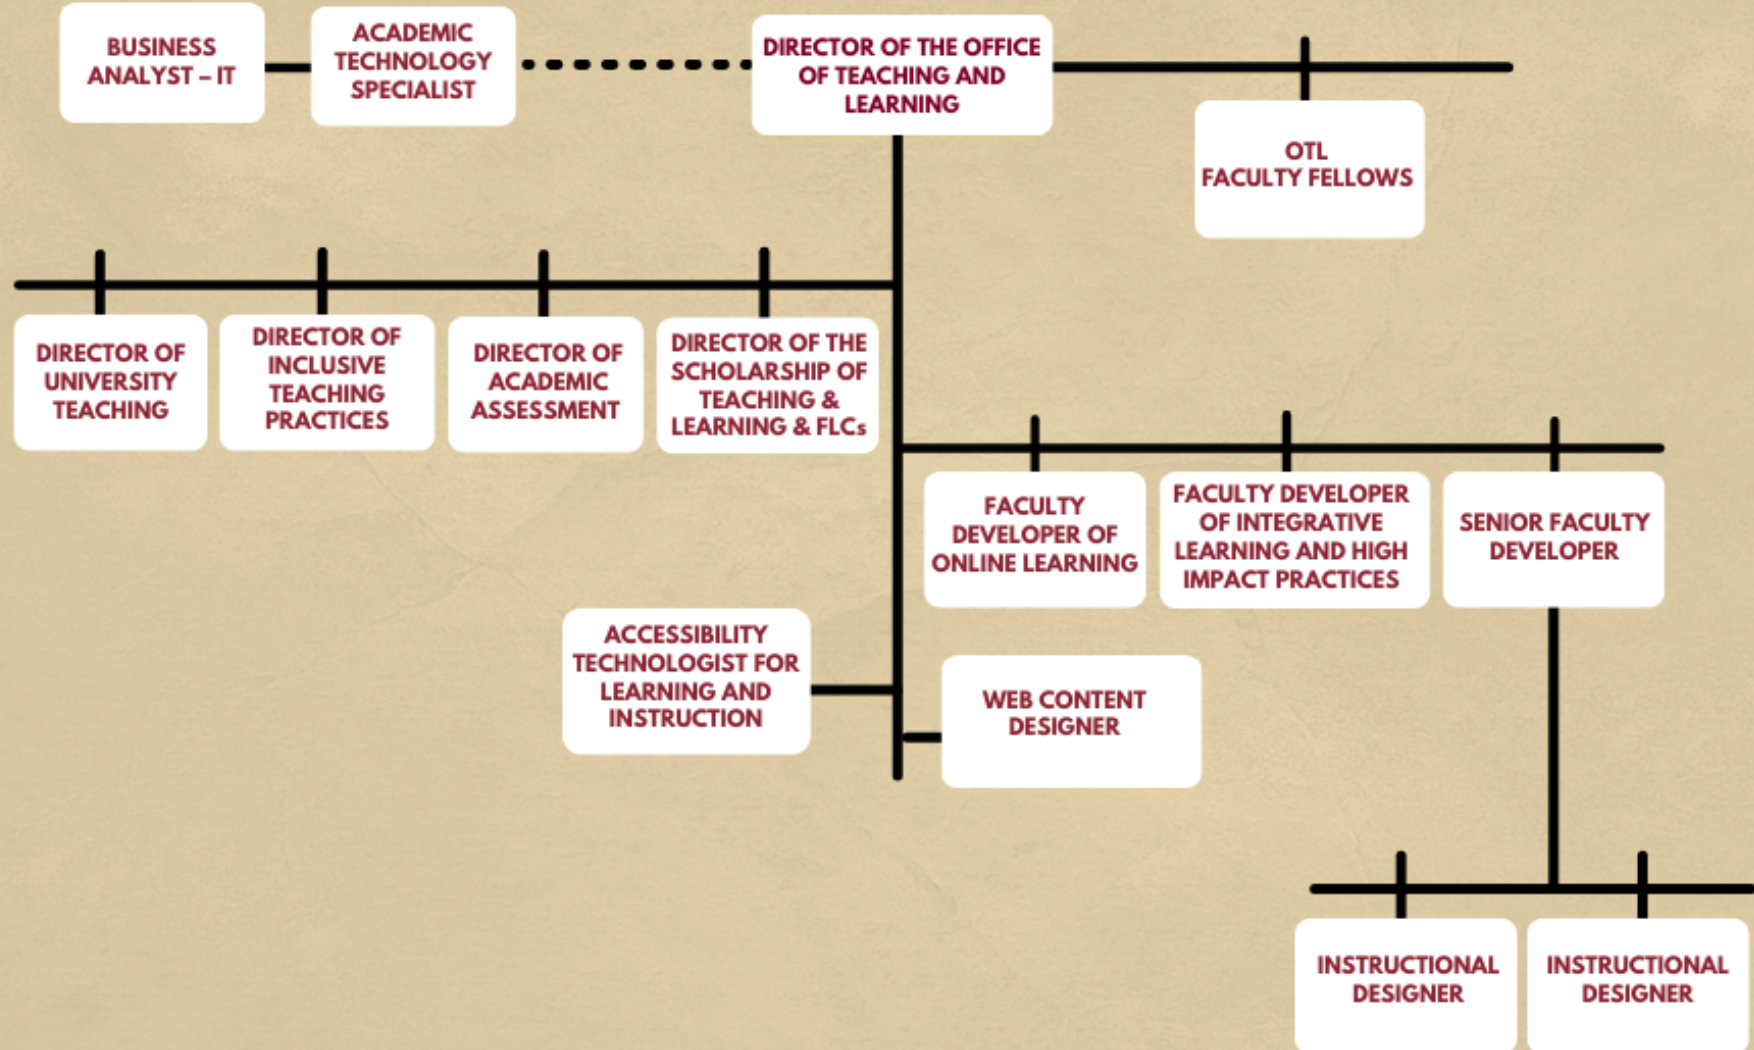 BUSINESS
ANALYST – IT
ACADEMIC
TECHNOLOGY
SPECIALIST
DIRECTOR OF THE OFFICE
OF TEACHING AND
LEARNING
OTL
FACULTY FELLOWS
DIRECTOR OF
UNIVERSITY
TEACHING
DIRECTOR OF
INCLUSIVE
TEACHING
PRACTICES
DIRECTOR OF
ACADEMIC
ASSESSMENT
DIRECTOR OF THE
SCHOLARSHIP OF
TEACHING &
LEARNING & FLCs
FACULTY
DEVELOPER OF
ONLINE LEARNING
FACULTY DEVELOPER
OF INTEGRATIVE
LEARNING AND HIGH
IMPACT PRACTICES
SENIOR FACULTY
DEVELOPER
ACCESSIBILITY
TECHNOLOGIST FOR
LEARNING AND
INSTRUCTION
WEB CONTENT
DESIGNER
INSTRUCTIONAL
DESIGNER
INSTRUCTIONAL
DESIGNER